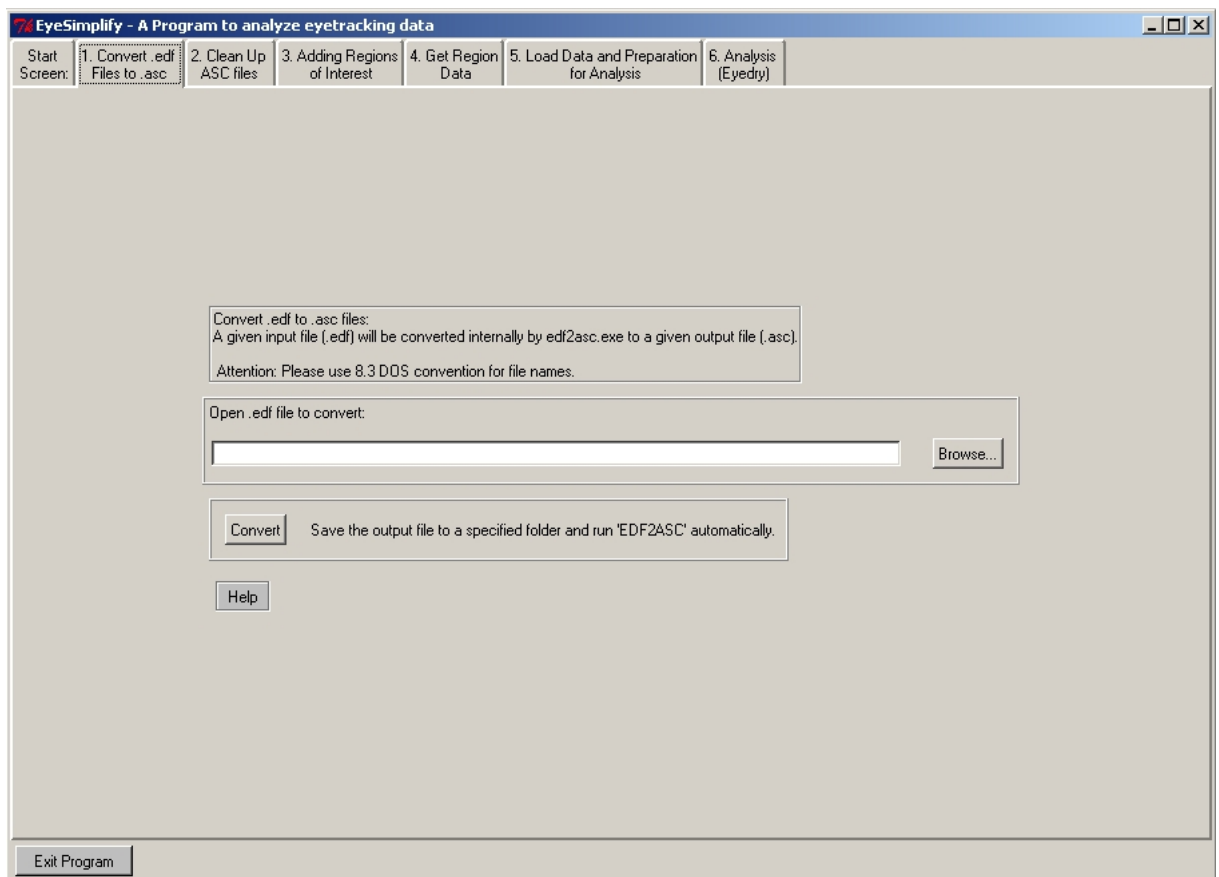 EyeSimplify - A Program to analyze eyetracking data
Start
Screen:
1. Convert .edf
Files to .asc
2. Clean Up
ASC files
3. Adding Regions
of Interest
4. Get Region
Data
5. Load Data and Preparation
for Analysis
6. Analysis
(Eyedry)
Convert .edf to .asc files:
A given input file (.edf) will be converted internally by edf2asc.exe to a given output file (.asc).
Attention: Please use 8.3 DOS convention for file names.
Open .edf file to convert:
Browse...
Convert
Save the output file to a specified folder and run 'EDF2ASC' automatically.
Help
Exit Program